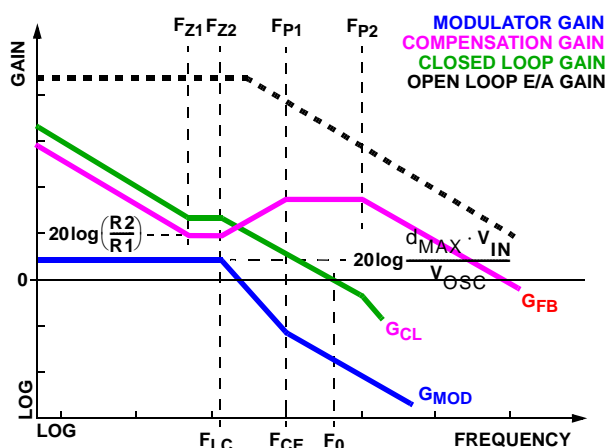 MODULATOR GAIN
COMPENSATION GAIN
CLOSED LOOP GAIN
OPEN LOOP E/A GAIN
FZ1 FZ2 FP1 FP2
GAIN
20log(R2/R1)
20log dMAX · VIN / VOSC
0
GFB
GCL
GMOD
LOG
LOG
FLC FCE F0 FREQUENCY